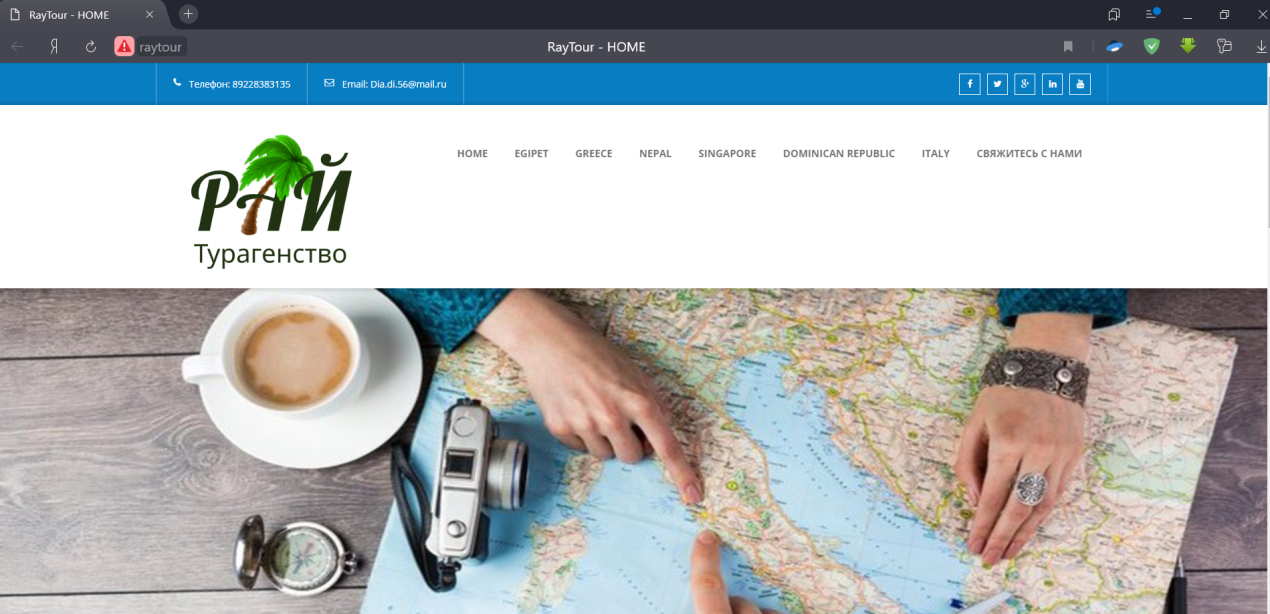 RayTour - HOME
raytour
RayTour - HOME
Телефон: 89228383135
Email: Dia.di.56@mail.ru
РАЙ
Турагенство
HOME
EGIPET
GREECE
NEPAL
SINGAPORE
DOMINICAN REPUBLIC
ITALY
СВЯЖИТЕСЬ С НАМИ